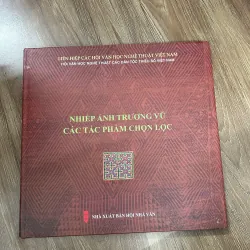 LIÊN HIỆP CÁC HỘI VĂN HỌC NGHỆ THUẬT VIỆT NAM
HỘI VĂN HỌC NGHỆ THUẬT CÁC DÂN TỘC THIỂU SỐ VIỆT NAM
NHIẾP ẢNH TRƯƠNG VŨ
CÁC TÁC PHẨM CHỌN LỌC
NHÀ XUẤT BẢN HỘI NHÀ VĂN